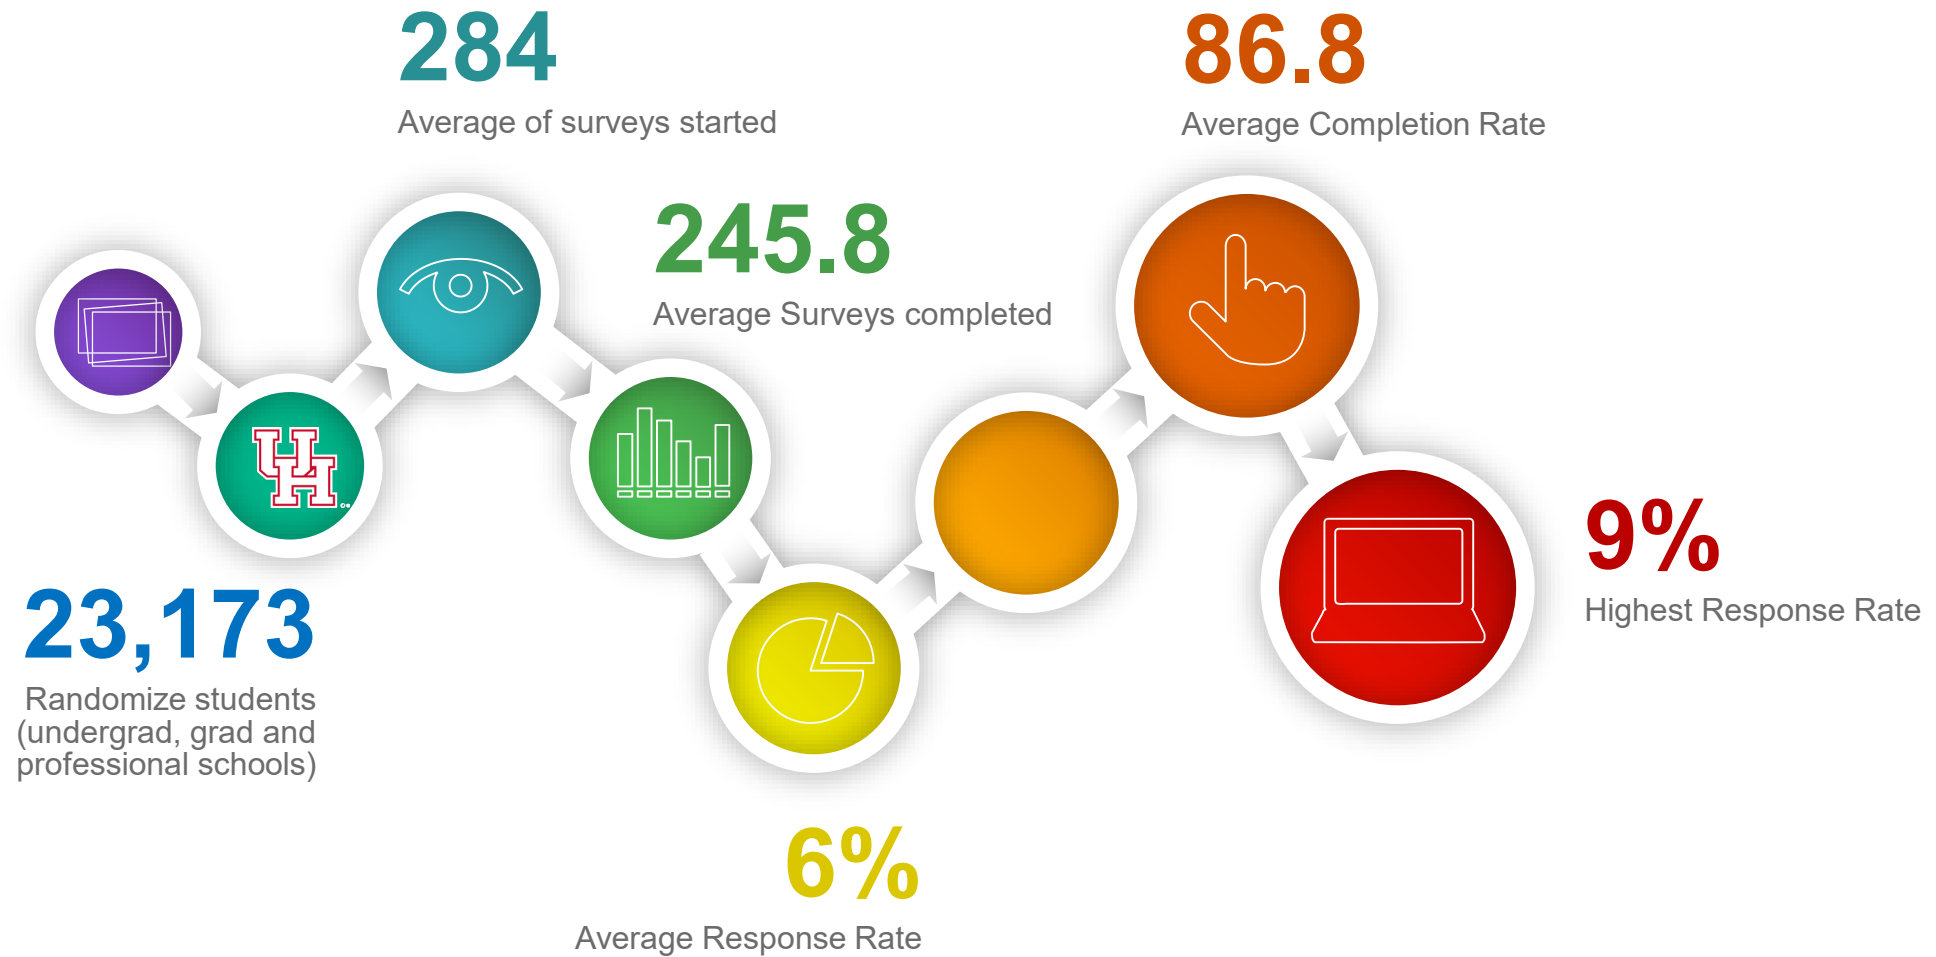 284
Average of surveys started
86.8
Average Completion Rate
245.8
Average Surveys completed
UH
23,173
Randomize students
(undergrad, grad and
professional schools)
9%
Highest Response Rate
6%
Average Response Rate